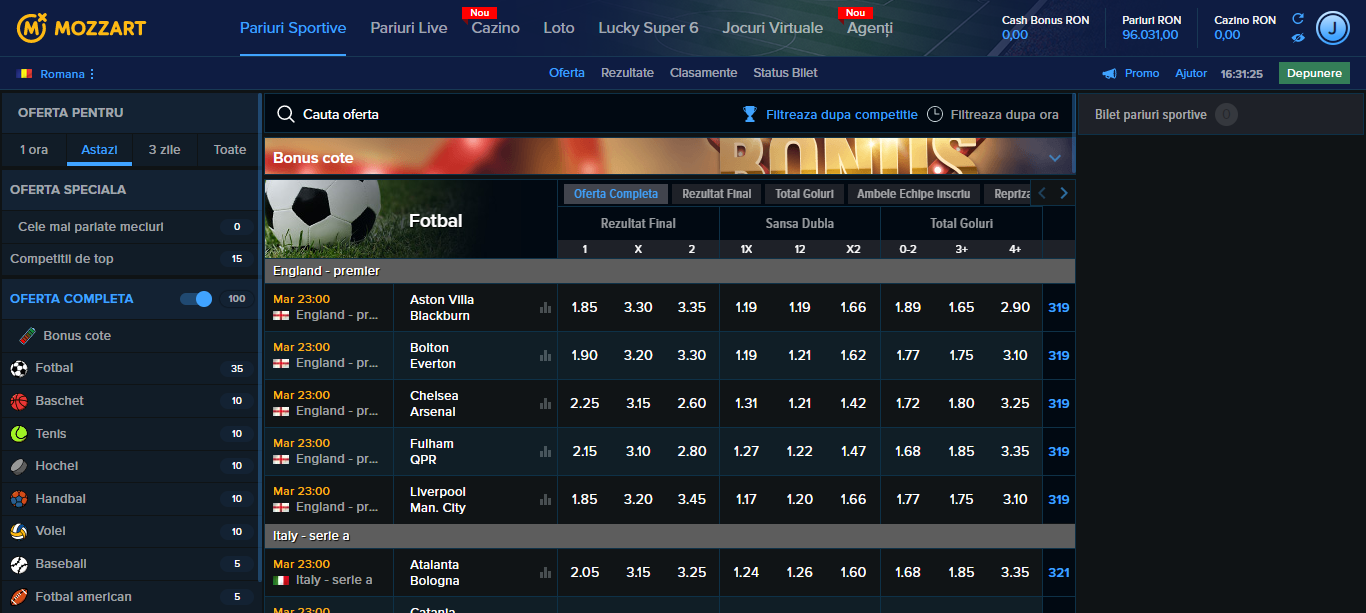 MOZZART
Pariuri Sportive
Pariuri Live
Nou
Cazino
Loto
Lucky Super 6
Jocuri Virtuale
Nou
Agenți
Cash Bonus RON
0,00
Pariuri RON
96.031,00
Cazino RON
0,00
J
Romana
Oferta
Rezultate
Clasamente
Status Bilet
Promo
Ajutor
16:31:25
Depunere
OFERTA PENTRU
1 ora
Astazi
3 zile
Toate
OFERTA SPECIALA
Cele mai pariate meciuri 0
Competitii de top 15
OFERTA COMPLETA 100
Bonus cote
Fotbal 35
Baschet 10
Tenis 10
Hochei 10
Handbal 10
Volei 10
Baseball 5
Fotbal american 5
Cauta oferta
Filtreaza dupa competitie
Filtreaza dupa ora
Bonus cote
BONUS
Fotbal
Oferta Completa
Rezultat Final
Total Goluri
Ambele Echipe Inscriu
Repriza
Rezultat Final
Sansa Dubla
Total Goluri
1 X 2 1X 12 X2 0-2 3+ 4+
England - premier
Mar 23:00
England - pr...
Aston Villa
Blackburn
1.85 3.30 3.35 1.19 1.19 1.66 1.89 1.65 2.90 319
Mar 23:00
England - pr...
Bolton
Everton
1.90 3.20 3.30 1.19 1.21 1.62 1.77 1.75 3.10 319
Mar 23:00
England - pr...
Chelsea
Arsenal
2.25 3.15 2.60 1.31 1.21 1.42 1.72 1.80 3.25 319
Mar 23:00
England - pr...
Fulham
QPR
2.15 3.10 2.80 1.27 1.22 1.47 1.68 1.85 3.35 319
Mar 23:00
England - pr...
Liverpool
Man. City
1.85 3.20 3.45 1.17 1.20 1.66 1.77 1.75 3.10 319
Italy - serie a
Mar 23:00
Italy - serie a
Atalanta
Bologna
2.05 3.15 3.25 1.24 1.26 1.60 1.68 1.85 3.35 321
Mar 23:00
Catania
Bilet pariuri sportive 0